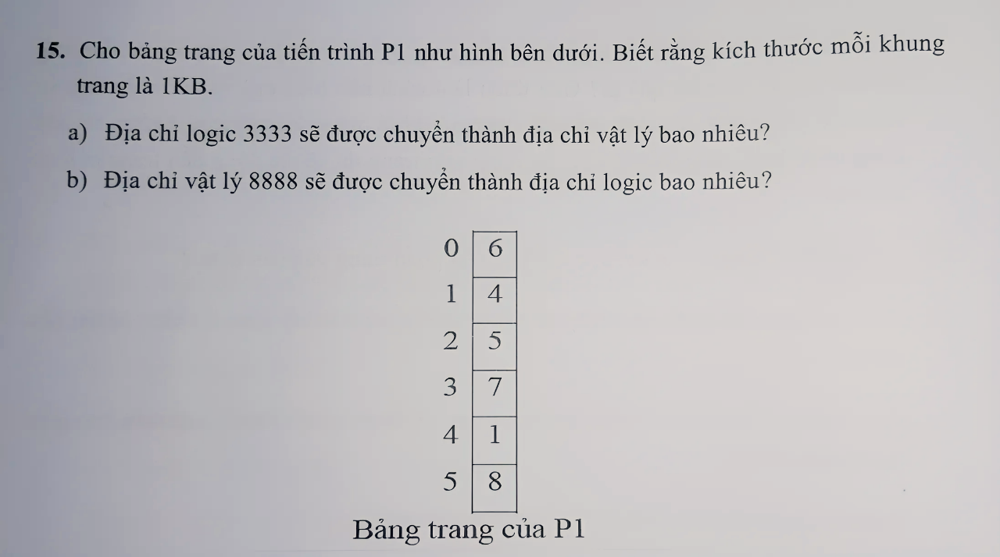 15. Cho bảng trang của tiến trình P1 như hình bên dưới. Biết rằng kích thước mỗi khung
trang là 1KB.
a) Địa chỉ logic 3333 sẽ được chuyển thành địa chỉ vật lý bao nhiêu?
b) Địa chỉ vật lý 8888 sẽ được chuyển thành địa chỉ logic bao nhiêu?
0 6
1 4
2 5
3 7
4 1
5 8
Bảng trang của P1